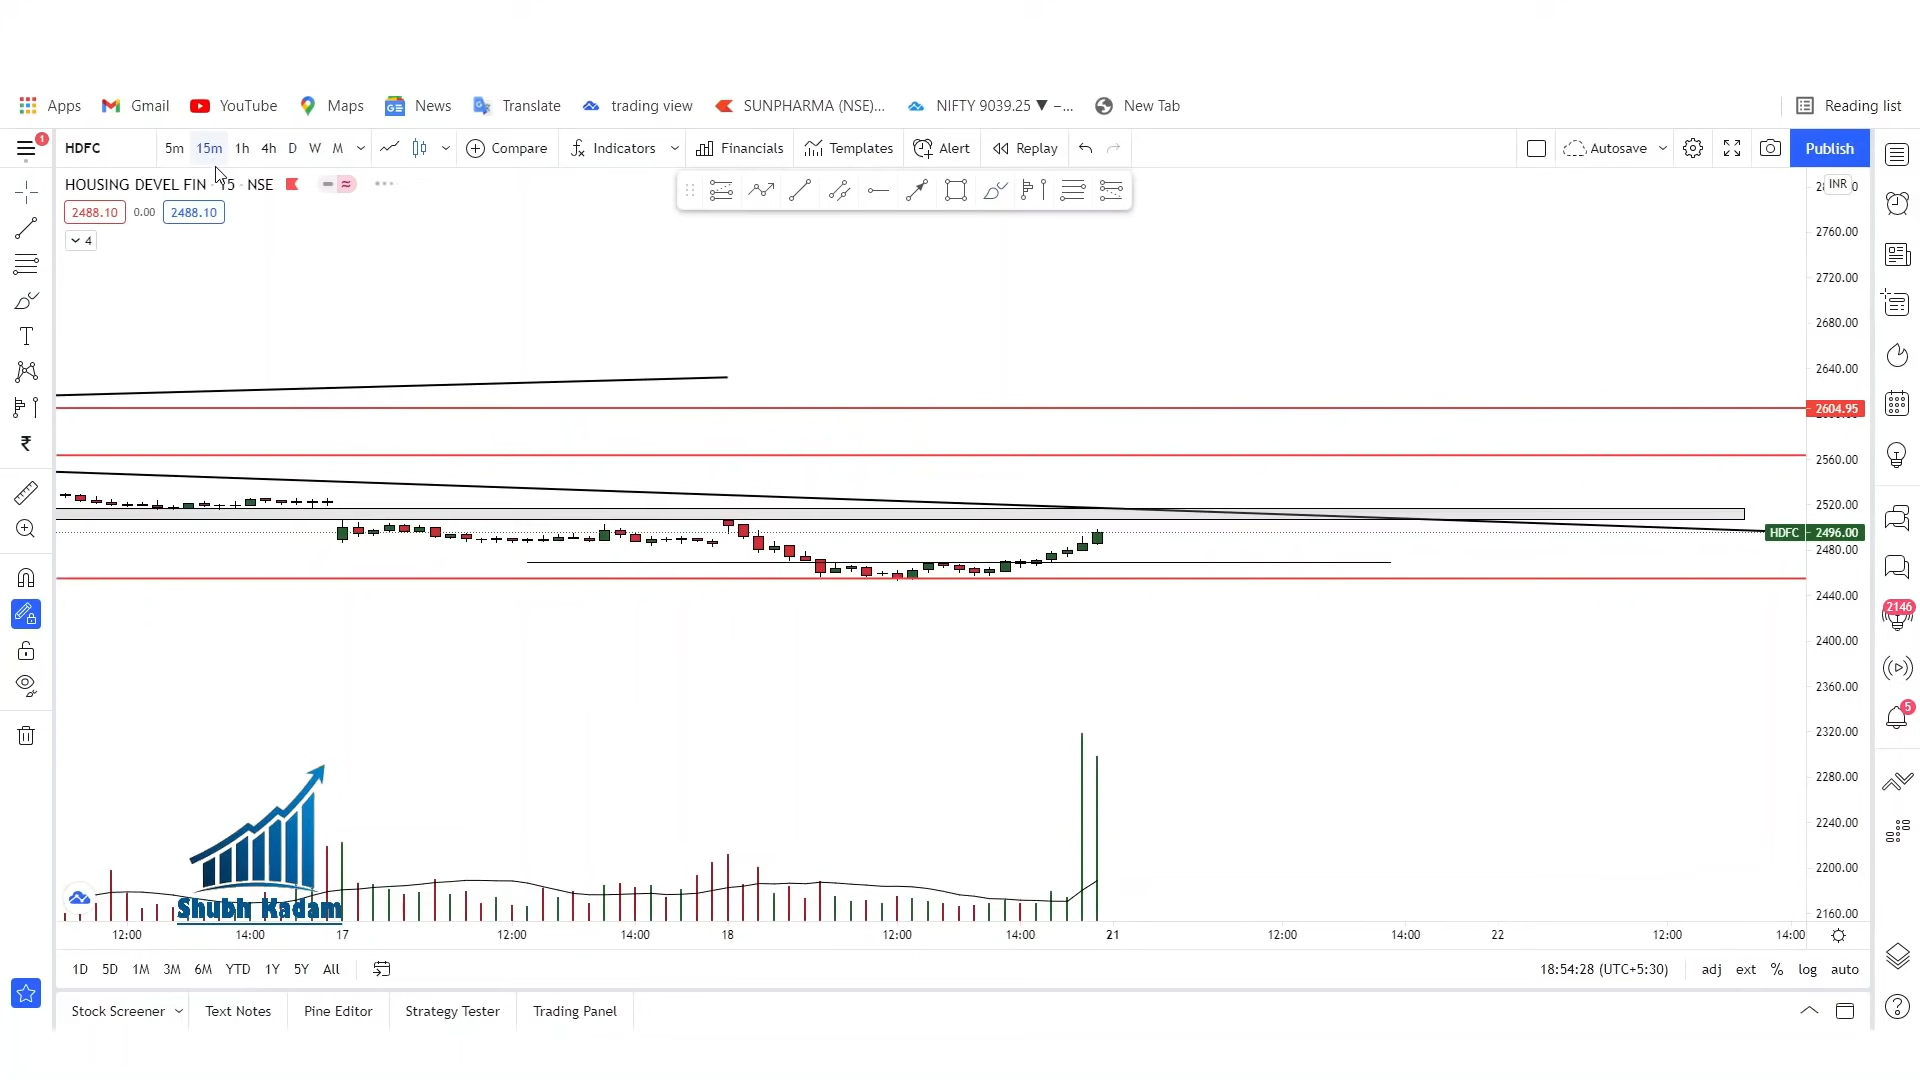 Apps Gmail YouTube Maps News Translate trading view SUNPHARMA (NSE)... NIFTY 9039.25 ▼ –... New Tab Reading list
1 HDFC 5m 15m 1h 4h D W M Compare Indicators Financials Templates Alert Replay Autosave Publish
HOUSING DEVEL FIN 15 NSE
INR
2488.10 0.00 2488.10
4
2760.00
2720.00
2680.00
2640.00
2604.95
2560.00
2520.00
HDFC 2496.00
2480.00
2440.00
2400.00
2360.00
2320.00
2280.00
2240.00
2200.00
2160.00
2146
5
Shubh Kadam
12:00 14:00 17 12:00 14:00 18 12:00 14:00 21 12:00 14:00 22 12:00 14:00
1D 5D 1M 3M 6M YTD 1Y 5Y All 18:54:28 (UTC+5:30) adj ext % log auto
Stock Screener Text Notes Pine Editor Strategy Tester Trading Panel